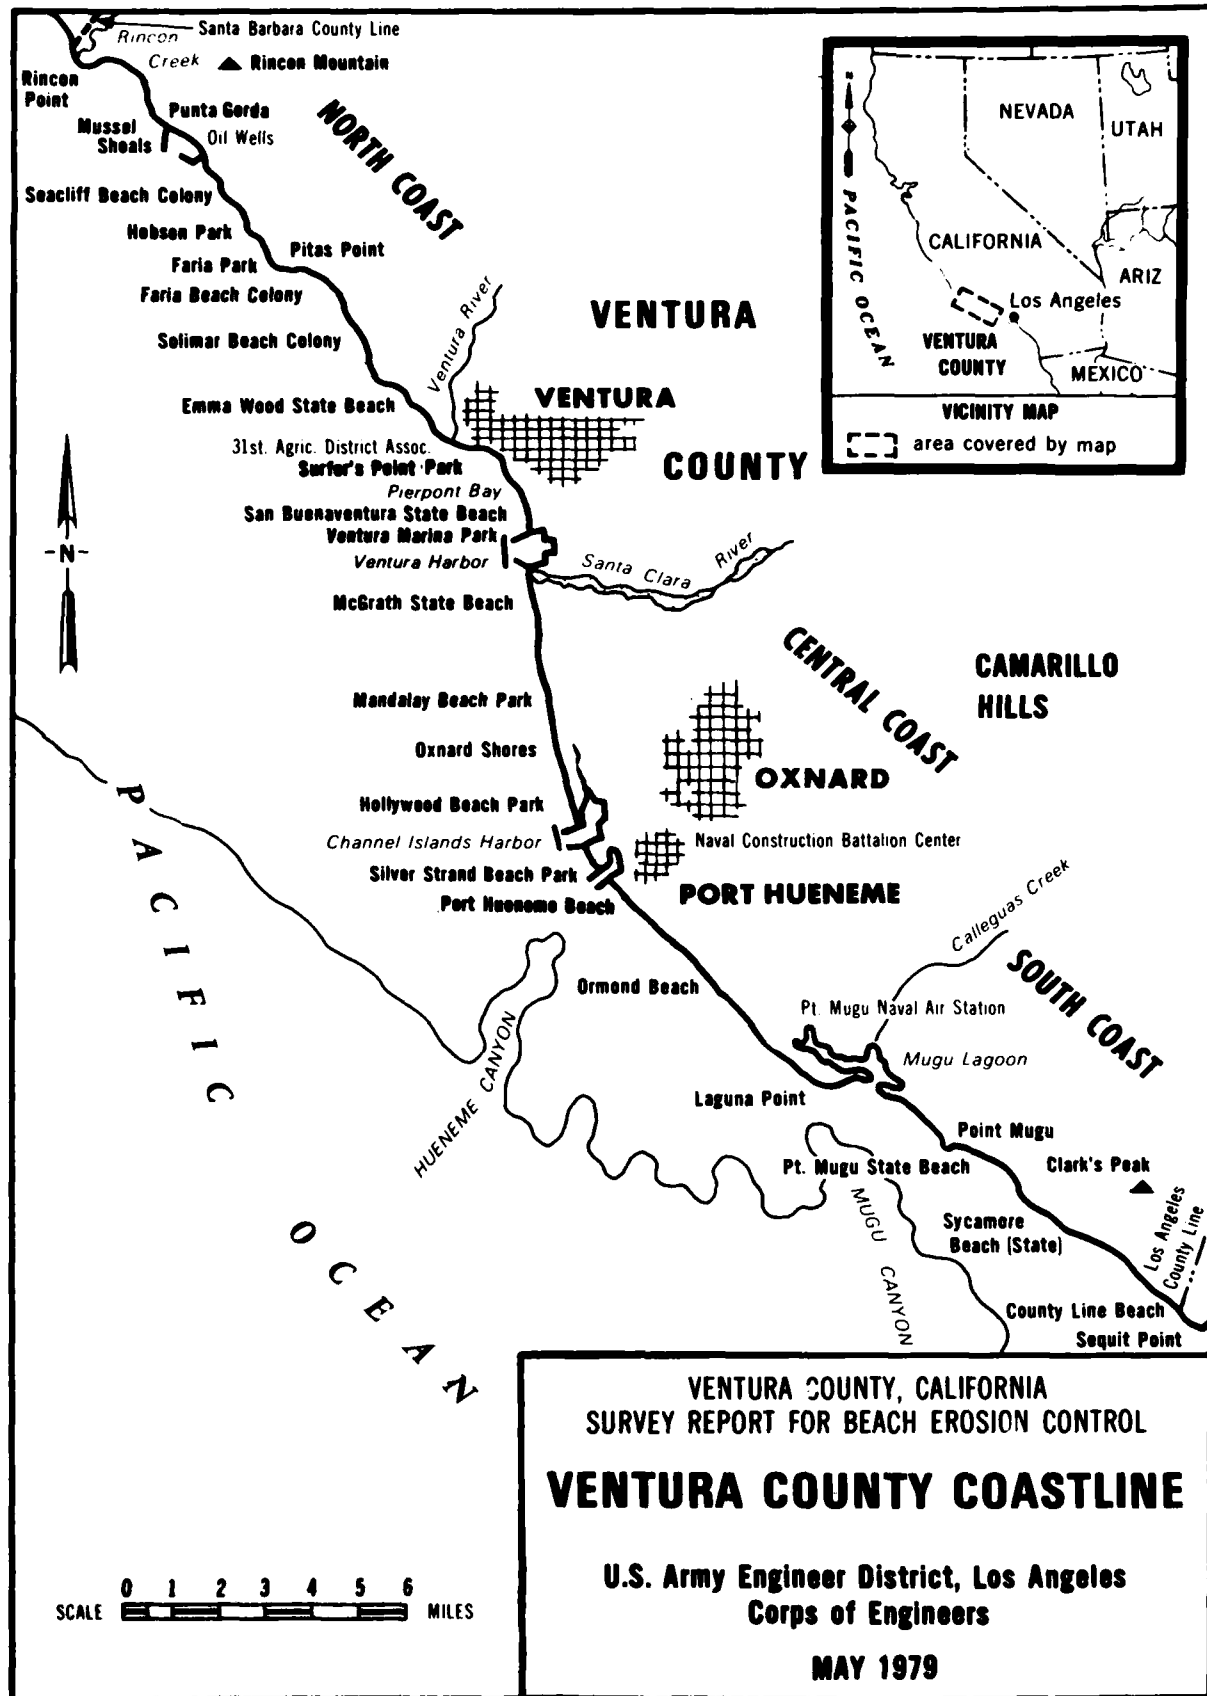 Santa Barbara County Line
Rincon
Creek
Rincon Mountain
Rincon
Point
Punta Gorda
Mussel
Shoals
Oil Wells
NORTH COAST
Seacliff Beach Colony
Hobson Park
Pitas Point
Faria Park
Faria Beach Colony
Solimar Beach Colony
Ventura River
VENTURA
COUNTY
VENTURA
Emma Wood State Beach
31st. Agric. District Assoc.
Surfer's Point Park
Pierpont Bay
San Buenaventura State Beach
Ventura Marina Park
Ventura Harbor
Santa Clara River
McGrath State Beach
-N-
CENTRAL COAST
CAMARILLO
HILLS
Mandalay Beach Park
Oxnard Shores
OXNARD
Hollywood Beach Park
Channel Islands Harbor
Naval Construction Battalion Center
Silver Strand Beach Park
PORT HUENEME
Port Hueneme Beach
Calleguas Creek
SOUTH COAST
Ormond Beach
Pt. Mugu Naval Air Station
Mugu Lagoon
HUENEME CANYON
Laguna Point
Point Mugu
Pt. Mugu State Beach
Clark's Peak
MUGU CANYON
Sycamore
Beach (State)
Los Angeles
County Line
County Line Beach
Sequit Point
PACIFIC OCEAN
NEVADA
UTAH
CALIFORNIA
ARIZ
Los Angeles
VENTURA
COUNTY
MEXICO
N
PACIFIC OCEAN
VICINITY MAP
area covered by map
VENTURA COUNTY, CALIFORNIA
SURVEY REPORT FOR BEACH EROSION CONTROL
VENTURA COUNTY COASTLINE
U.S. Army Engineer District, Los Angeles
Corps of Engineers
MAY 1979
0 1 2 3 4 5 6
SCALE MILES